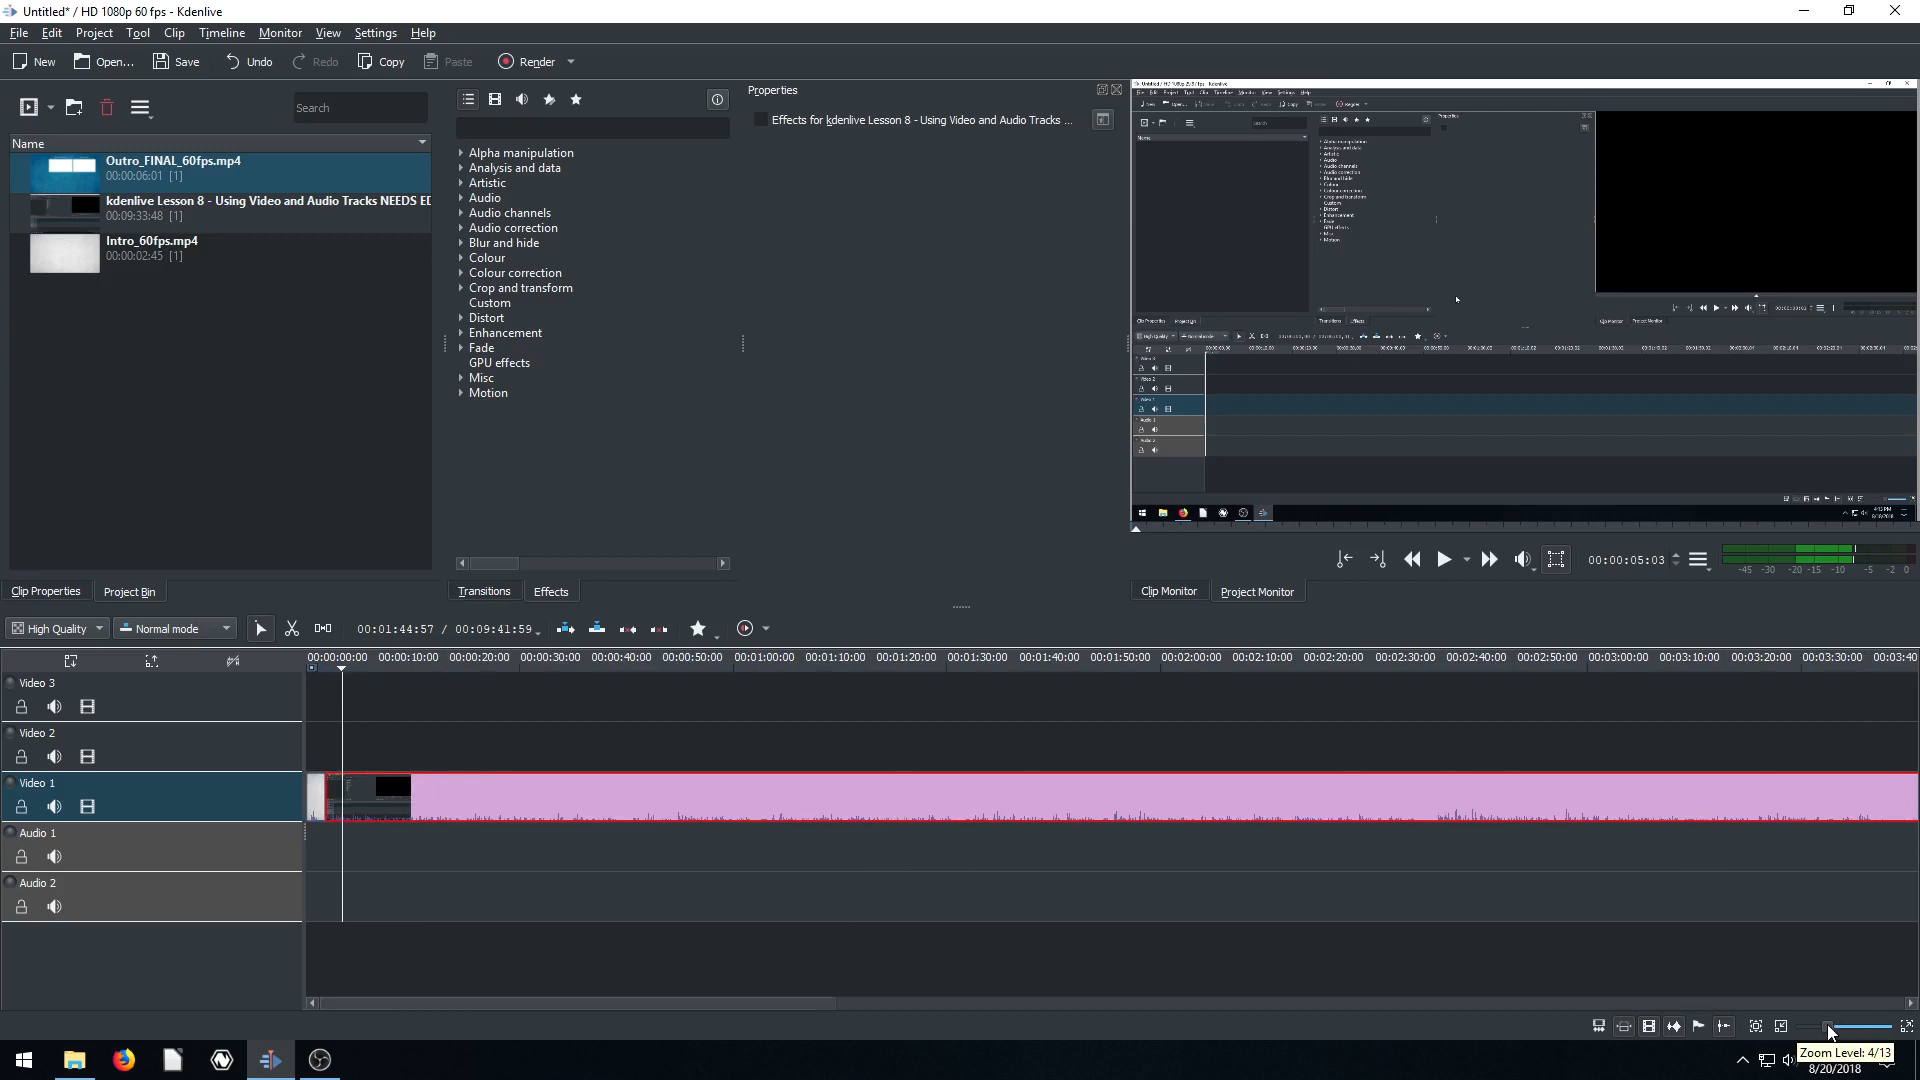 Untitled* / HD 1080p 60 fps - Kdenlive
File Edit Project Tool Clip Timeline Monitor View Settings Help
New Open... Save Undo Redo Copy Paste Render
Search
Name
Outro_FINAL_60fps.mp4
00:00:06:01 [1]
kdenlive Lesson 8 - Using Video and Audio Tracks NEEDS ED
00:09:33:48 [1]
Intro_60fps.mp4
00:00:02:45 [1]
Clip Properties Project Bin
Alpha manipulation
Analysis and data
Artistic
Audio
Audio channels
Audio correction
Blur and hide
Colour
Colour correction
Crop and transform
Custom
Distort
Enhancement
Fade
GPU effects
Misc
Motion
Transitions Effects
Properties
Effects for kdenlive Lesson 8 - Using Video and Audio Tracks ...
00:00:05:03
-45 -30 -20 -15 -10 -5 -2 0
Clip Monitor Project Monitor
High Quality Normal mode 00:01:44:57 / 00:09:41:59
00:00:00:00 00:00:10:00 00:00:20:00 00:00:30:00 00:00:40:00 00:00:50:00 00:01:00:00 00:01:10:00 00:01:20:00 00:01:30:00 00:01:40:00 00:01:50:00 00:02:00:00 00:02:10:00 00:02:20:00 00:02:30:00 00:02:40:00 00:02:50:00 00:03:00:00 00:03:10:00 00:03:20:00 00:03:30:00 00:03:40
Video 3
Video 2
Video 1
Audio 1
Audio 2
Zoom Level: 4/13
8/20/2018